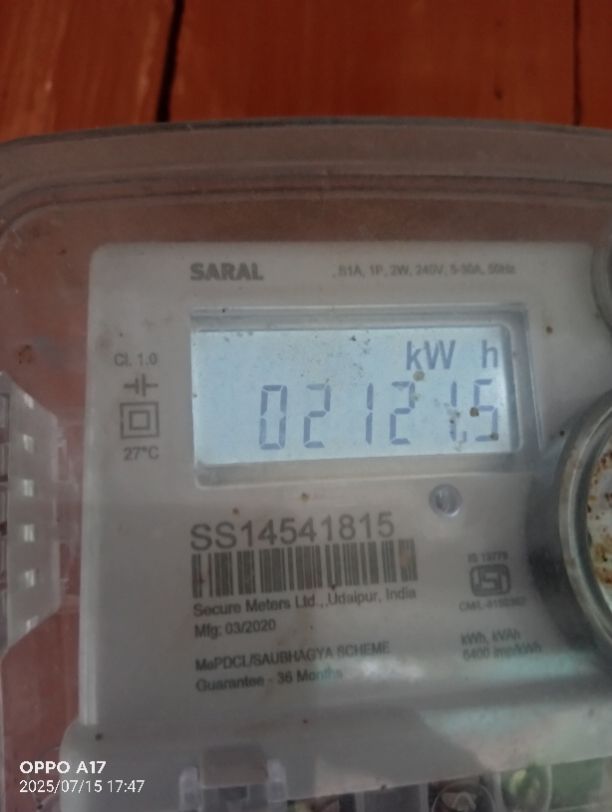 SARAL
, S1A, 1P, 2W, 240V, 5-30A, 50Hz
Cl. 1.0
kW h
02121.5
27°C
SS14541815
IS 13779
Secure Meters Ltd., Udaipur, India
Mfg: 03/2020
kWh, kVAh
6400 imp/kWh
MePDCL/SAUBHAGYA SCHEME
Guarantee - 36 Months
OPPO A17
2025/07/15 17:47